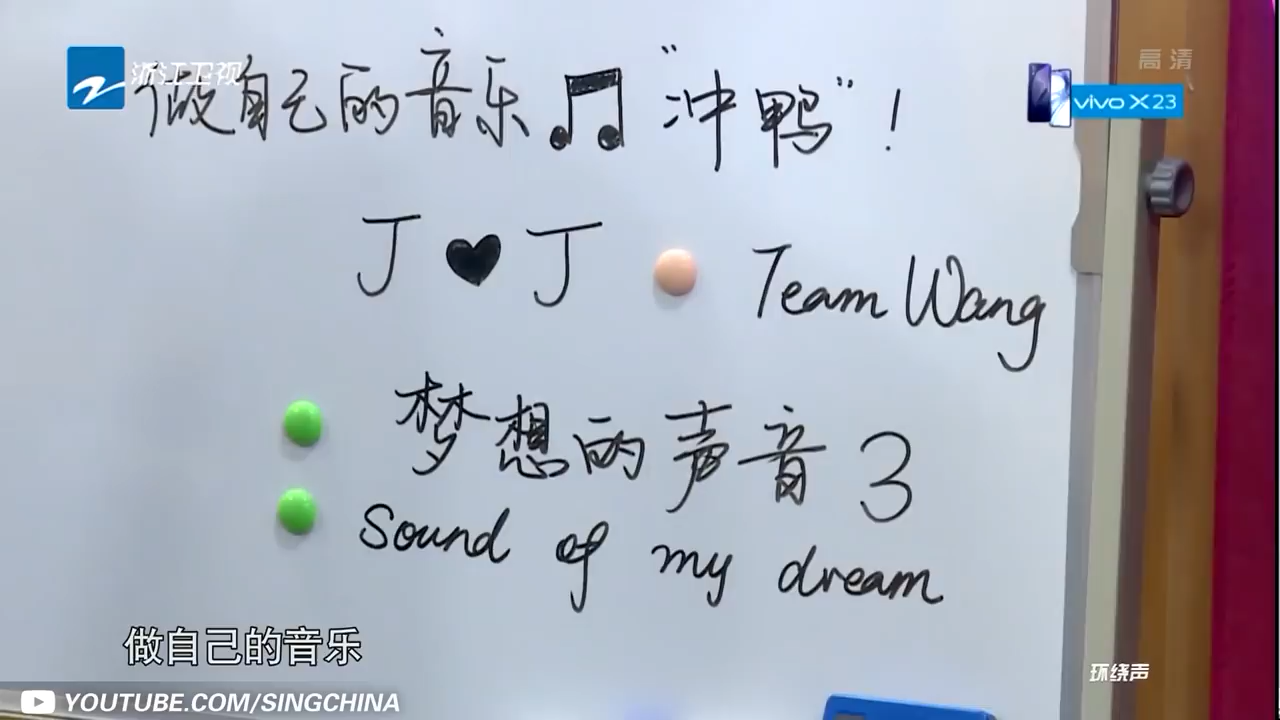 浙江卫视
高清
vivo X23
做自己的音乐 "冲鸭"!
J ♥ J Team Wang
梦想的声音 3
Sound of my dream
做自己的音乐
环绕声
YOUTUBE.COM/SINGCHINA